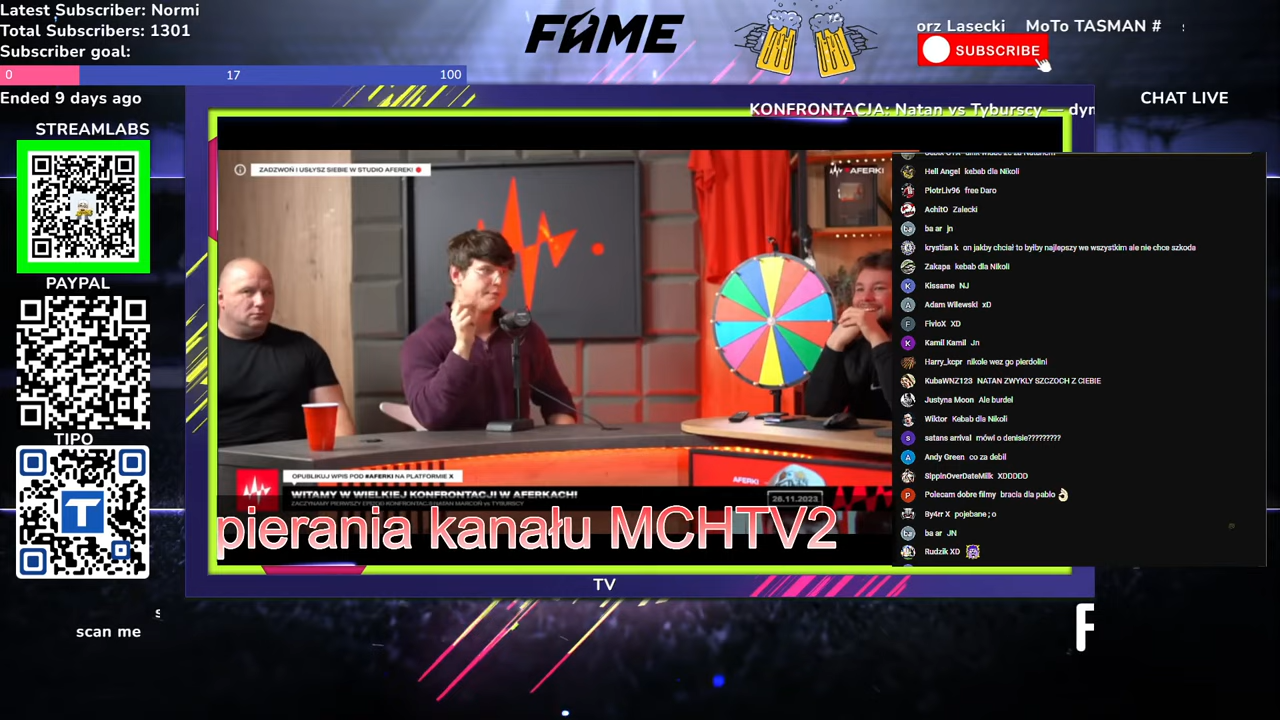 Latest Subscriber: Normi
Total Subscribers: 1301
Subscriber goal:
0 17 100
Ended 9 days ago
FAME
orz Lasecki MoTo TASMAN #
SUBSCRIBE
CHAT LIVE
STREAMLABS
PAYPAL
TIPO
T
scan me
KONFRONTACJA: Natan vs Tyburscy — dyn
ZADZWOŃ I USŁYSZ SIEBIE W STUDIO AFEREK!
AFERKI
OPUBLIKUJ WPIS POD #AFERKI NA PLATFORMIE X
WITAMY W WIELKIEJ KONFRONTACJI W AFERKACH!
26.11.2023
AFERKI
pierania kanału MCHTV2
TV
Hell Angel kebab dla Nikoli
PiotrLiv96 free Daro
AchitO Zalecki
ba ar jn
krystian k on jakby chciał to byłby najlepszy we wszystkim ale nie chce szkoda
Zakapa kebab dla Nikoli
Kissame NJ
Adam Wilewski xD
FivioX XD
Kamil Kamil Jn
Harry_kcpr nikole wez go pierdolini
KubaWNZ123 NATAN ZWYKLY SZCZOCH Z CIEBIE
Justyna Moon Ale burdel
Wiktor Kebab dla Nikoli
satans arrival mówi o denisie?????????
Andy Green co za debil
SippinOverDateMilk XDDDDD
Polecam dobre filmy bracia dla pablo 👌
By4rr X pojebane ; o
ba ar JN
Rudzik XD